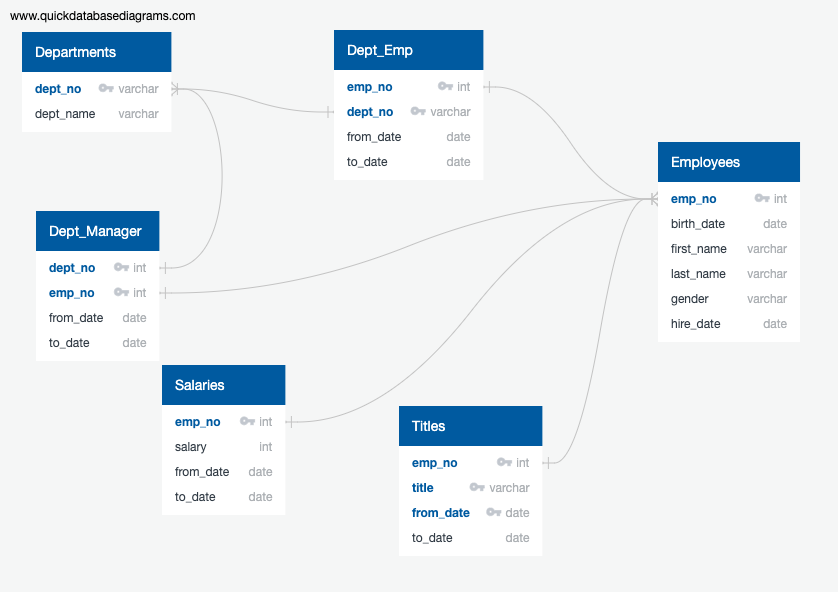 www.quickdatabasediagrams.com
Departments
dept_no varchar
dept_name varchar
Dept_Emp
emp_no int
dept_no varchar
from_date date
to_date date
Employees
emp_no int
birth_date date
first_name varchar
last_name varchar
gender varchar
hire_date date
Dept_Manager
dept_no int
emp_no int
from_date date
to_date date
Salaries
emp_no int
salary int
from_date date
to_date date
Titles
emp_no int
title varchar
from_date date
to_date date